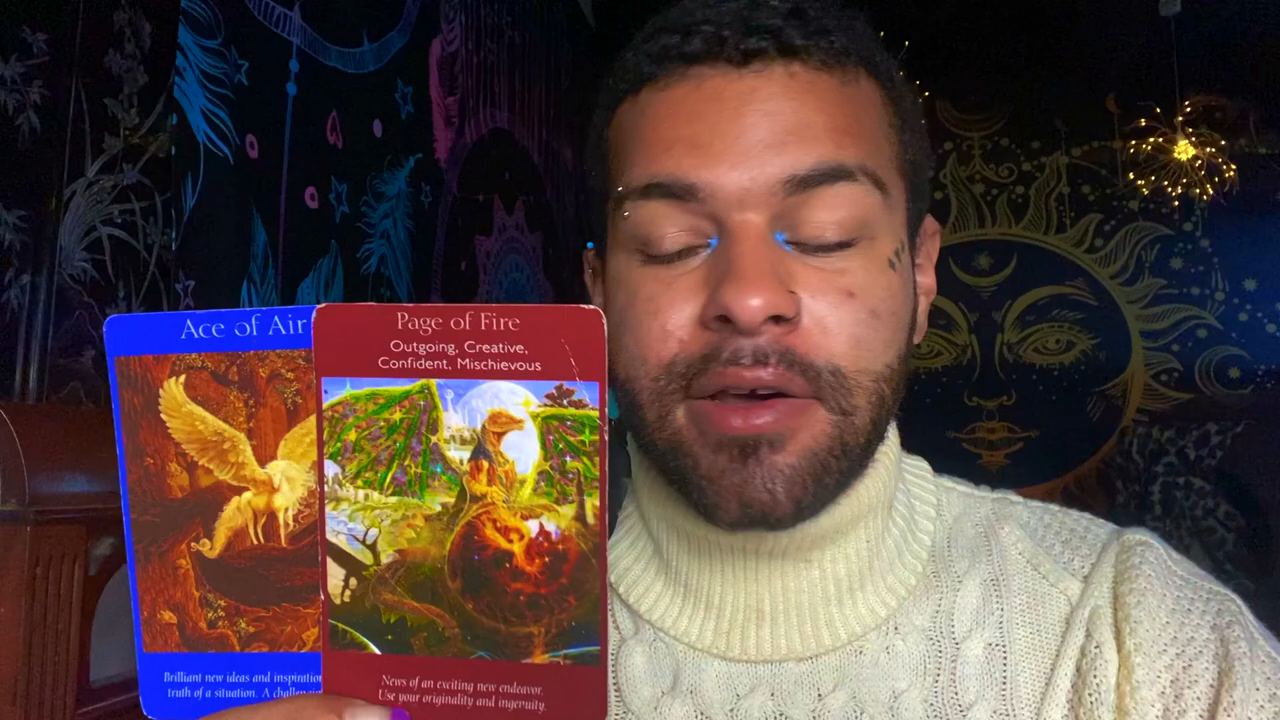 Ace of Air
Brilliant new ideas and inspiration
truth of a situation. A
Page of Fire
Outgoing, Creative,
Confident, Mischievous
News of an exciting new endeavor.
Use your originality and ingenuity.